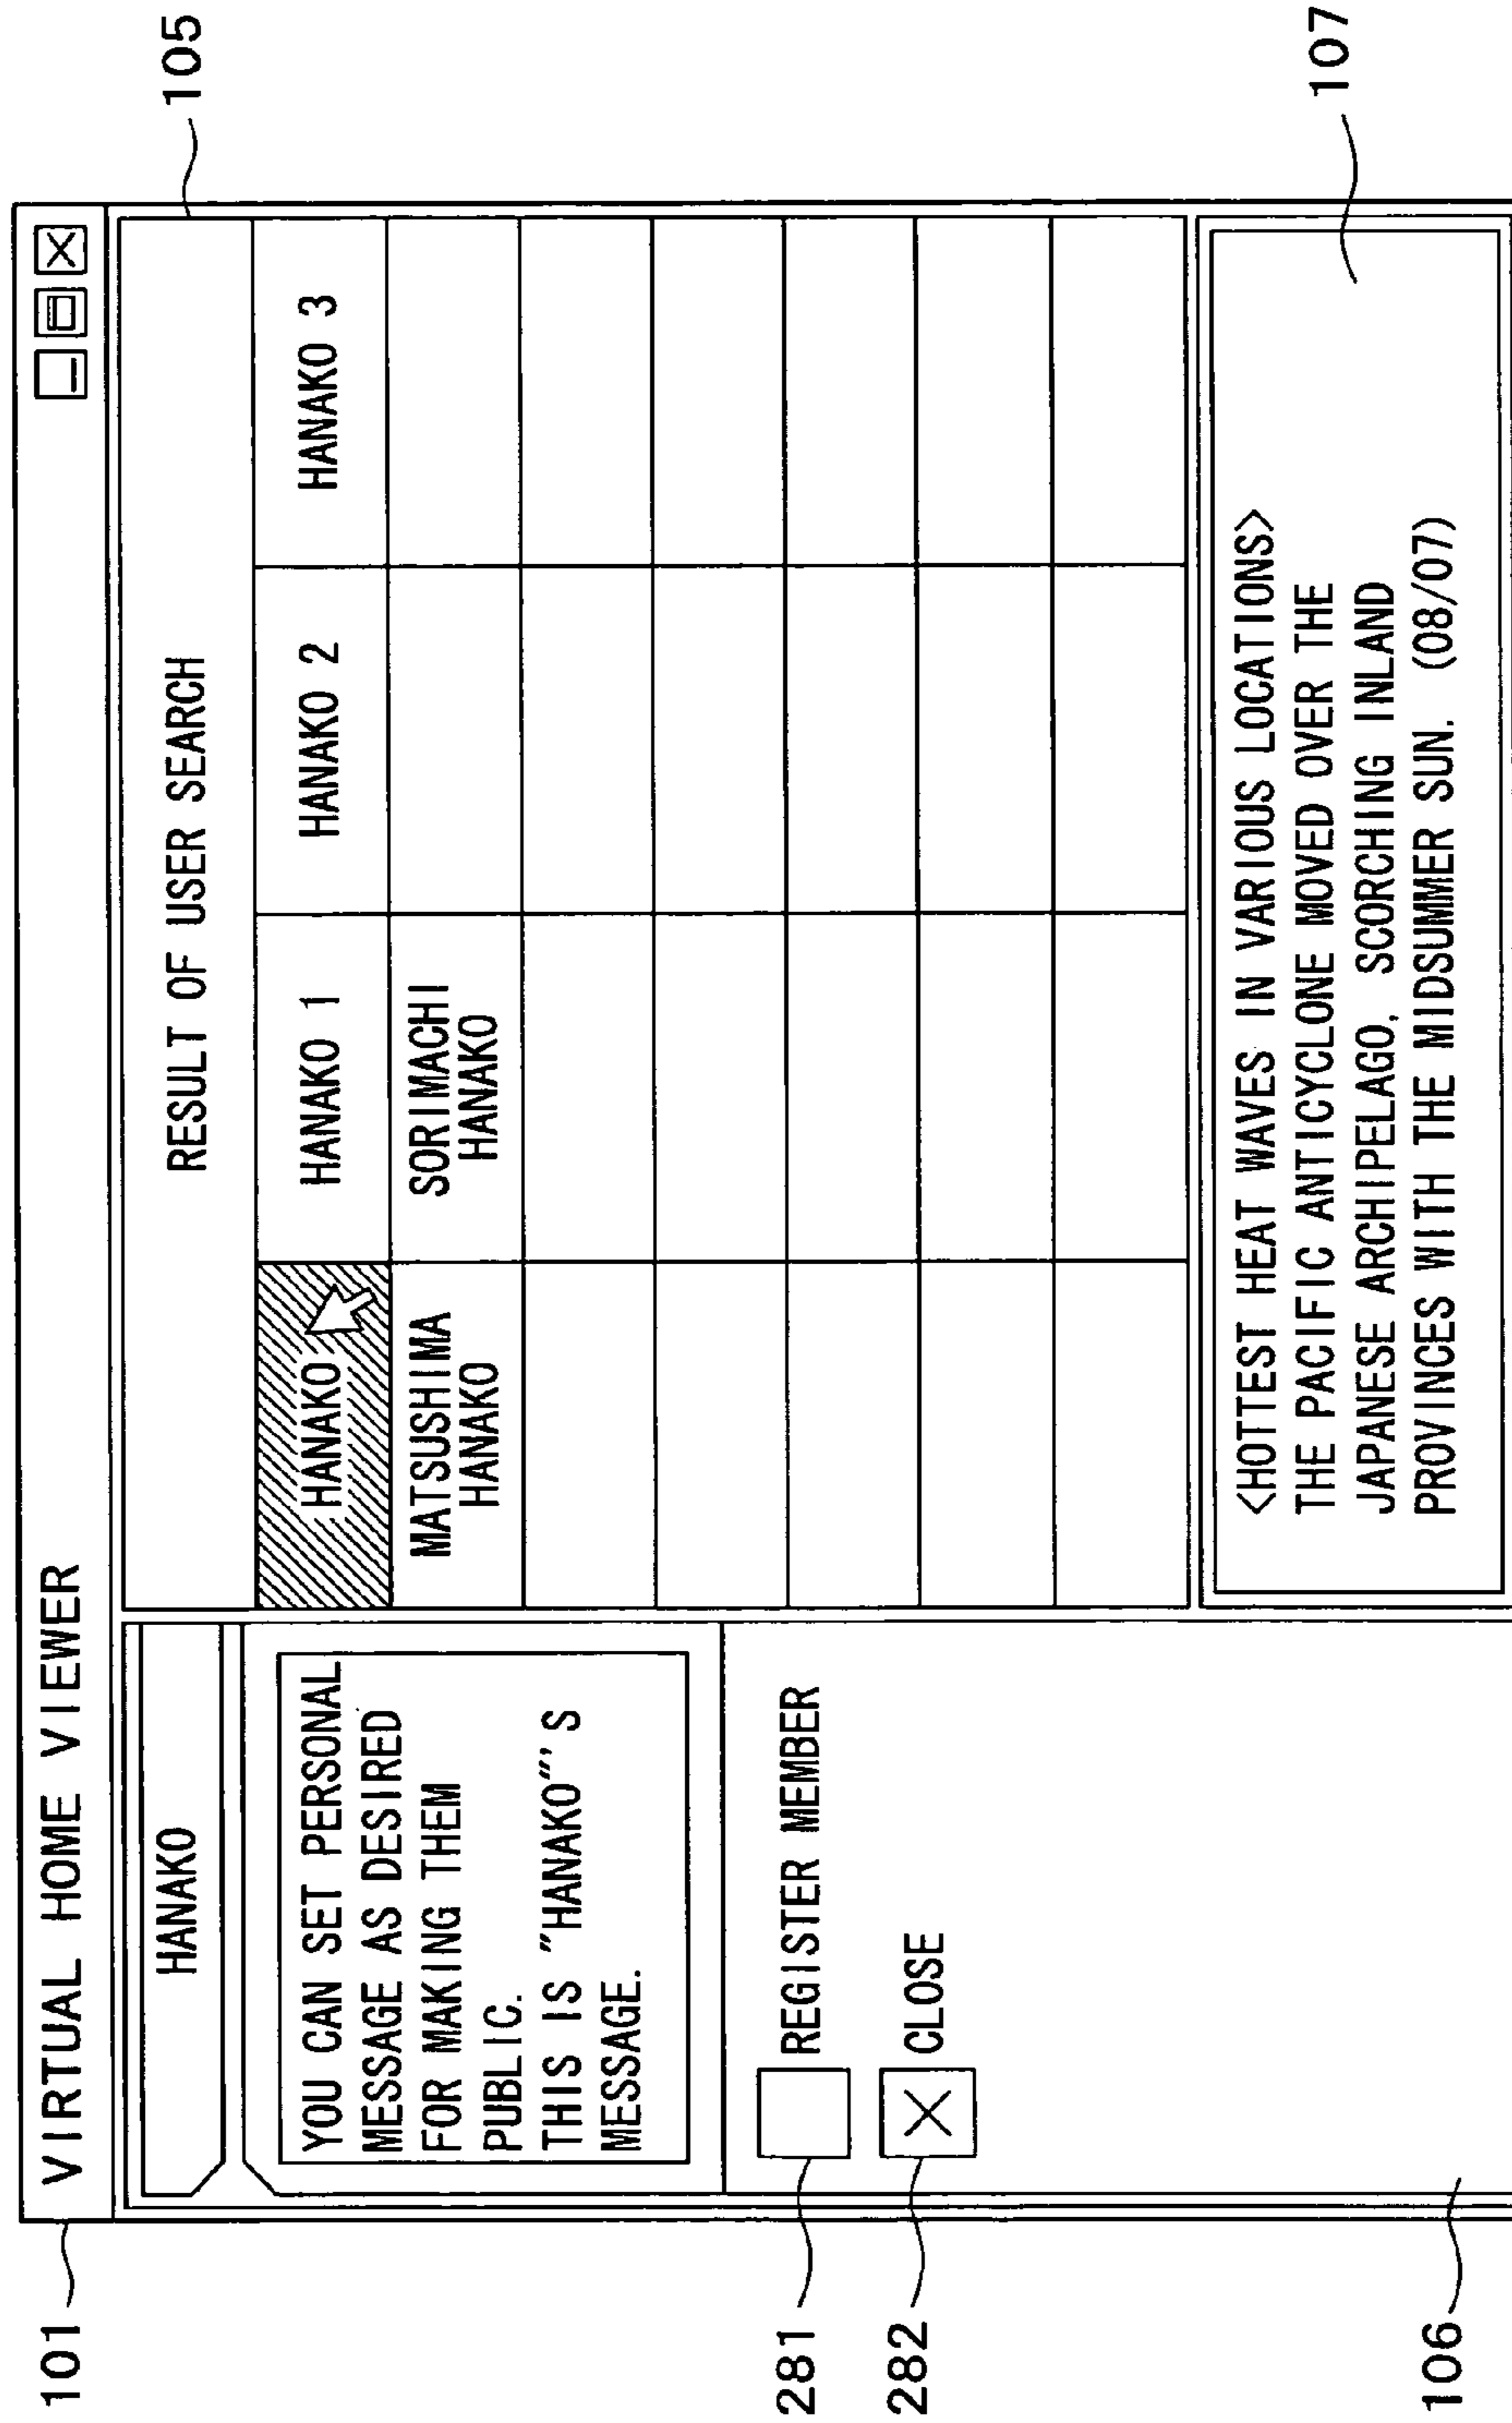 101
VIRTUAL HOME VIEWER
105
HANAKO
YOU CAN SET PERSONAL
MESSAGE AS DESIRED
FOR MAKING THEM
PUBLIC.
THIS IS "HANAKO"'S
MESSAGE.
281
REGISTER MEMBER
282
CLOSE
106
RESULT OF USER SEARCH
HANAKO
HANAKO 1
HANAKO 2
HANAKO 3
MATSUSHIMA
HANAKO
SORIMACHI
HANAKO
<HOTTEST HEAT WAVES IN VARIOUS LOCATIONS>
THE PACIFIC ANTICYCLONE MOVED OVER THE
JAPANESE ARCHIPELAGO, SCORCHING INLAND
PROVINCES WITH THE MIDSUMMER SUN. (08/07)
107